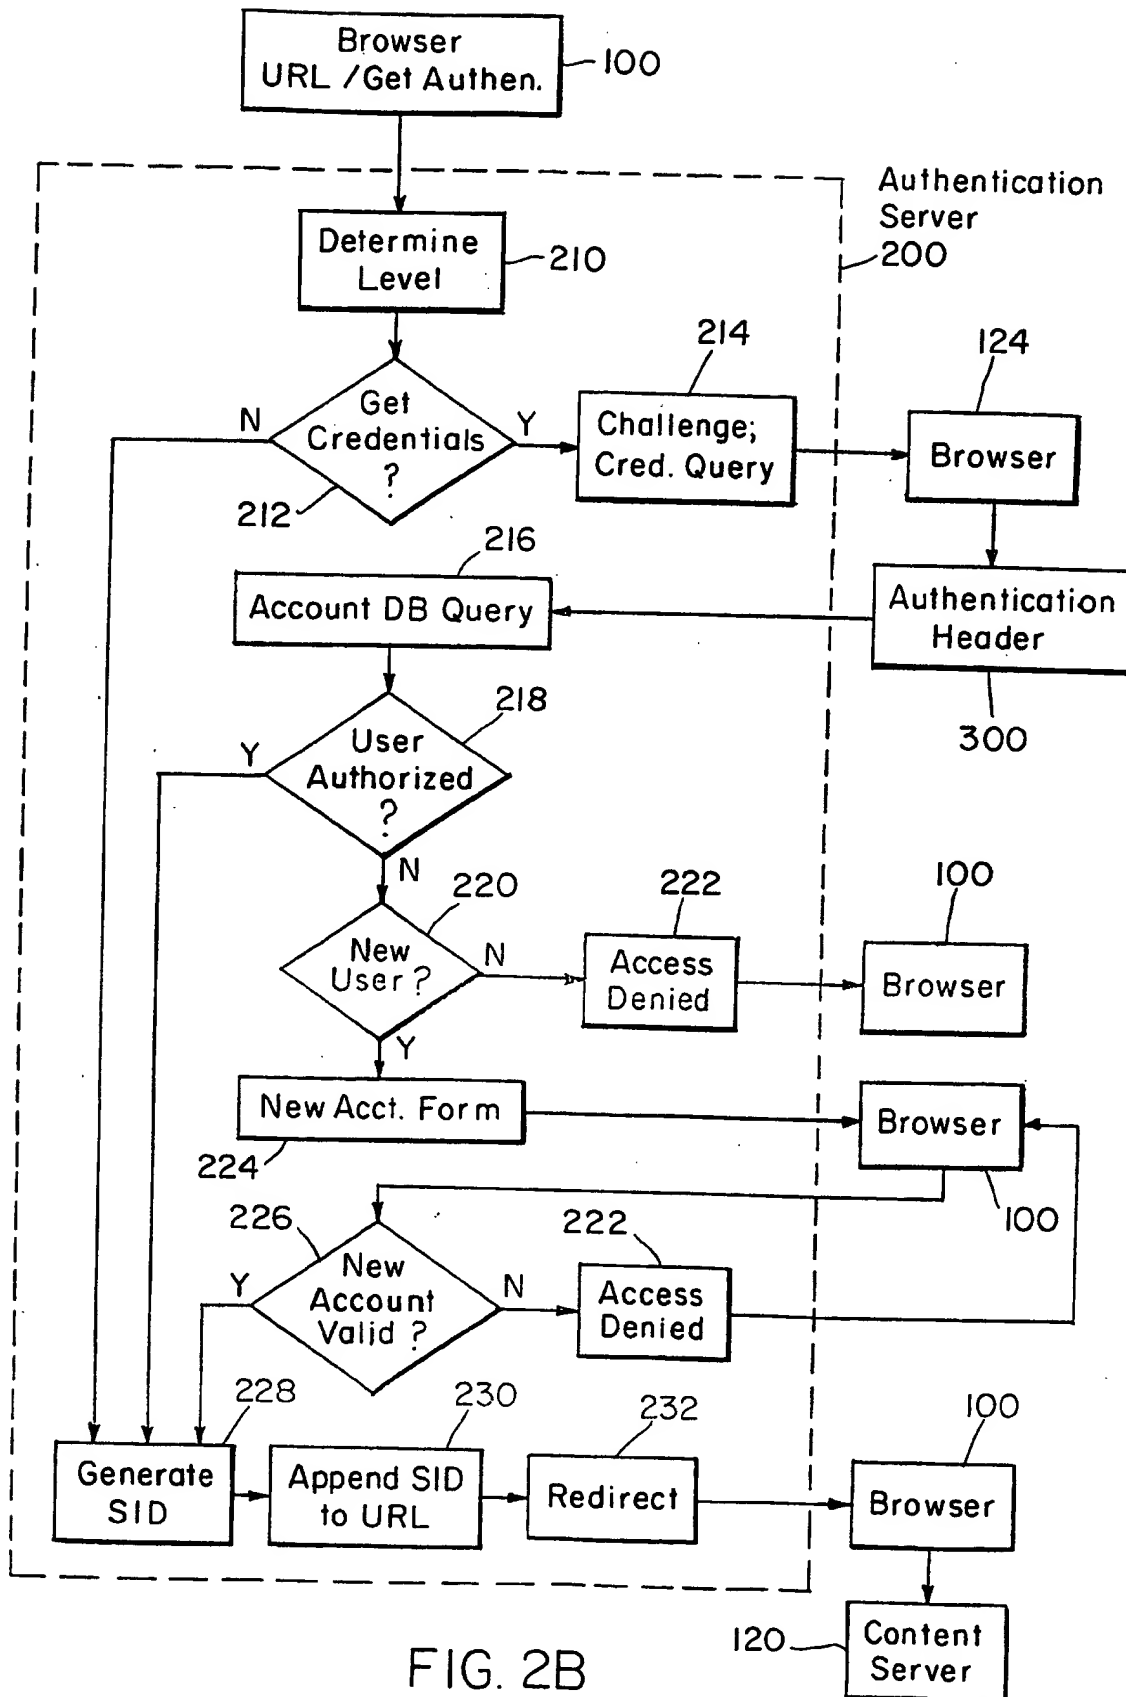 Browser
URL /Get Authen.
100
Authentication
Server
200
Determine
Level
210
214
124
N
Get
Credentials
?
Y
212
Challenge;
Cred. Query
Browser
216
Account DB Query
Authentication
Header
300
218
Y
User
Authorized
?
N
220
222
100
New
User ?
N
Access
Denied
Browser
Y
New Acct. Form
224
Browser
100
226
222
Y
New
Account
Valid ?
N
Access
Denied
228
230
232
100
Generate
SID
Append SID
to URL
Redirect
Browser
120
Content
Server
FIG. 2B